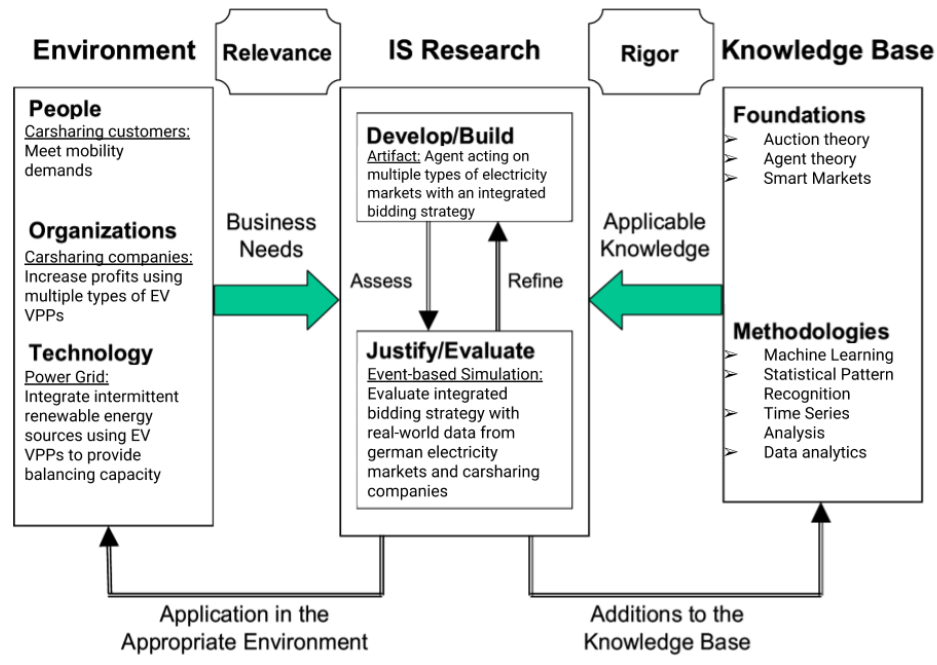 Environment
Relevance
IS Research
Rigor
Knowledge Base
People
Carsharing customers:
Meet mobility
demands
Organizations
Carsharing companies:
Increase profits using
multiple types of EV
VPPs
Technology
Power Grid:
Integrate intermittent
renewable energy
sources using EV
VPPs to provide
balancing capacity
Business
Needs
Develop/Build
Artifact: Agent acting on
multiple types of electricity
markets with an integrated
bidding strategy
Assess
Refine
Justify/Evaluate
Event-based Simulation:
Evaluate integrated
bidding strategy with
real-world data from
german electricity
markets and carsharing
companies
Applicable
Knowledge
Foundations
➢ Auction theory
➢ Agent theory
➢ Smart Markets
Methodologies
➢ Machine Learning
➢ Statistical Pattern
Recognition
➢ Time Series
Analysis
➢ Data analytics
Application in the
Appropriate Environment
Additions to the
Knowledge Base